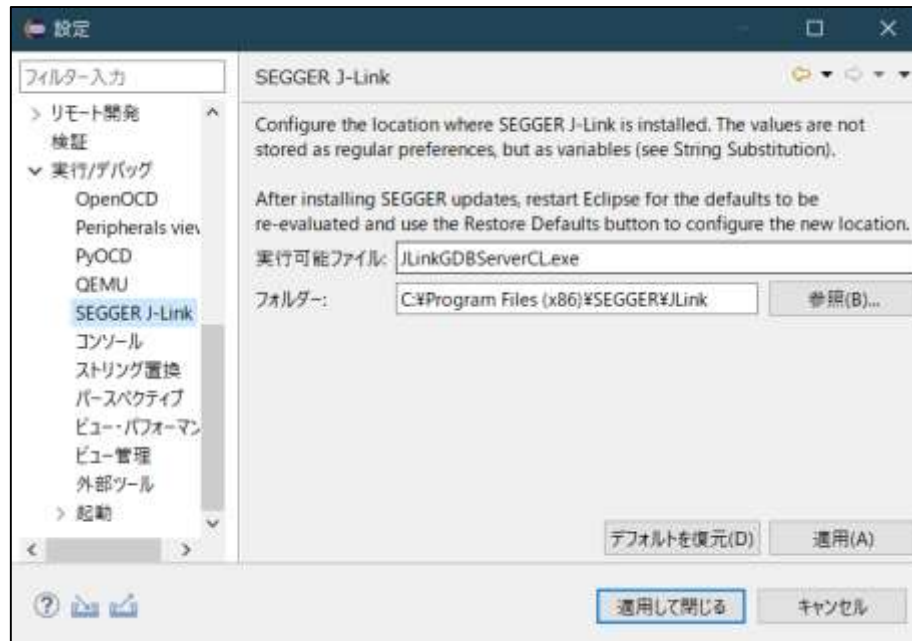 設定
フィルター入力
リモート開発
検証
実行/デバッグ
OpenOCD
Peripherals view
PyOCD
QEMU
SEGGER J-Link
コンソール
ストリング置換
パースペクティブ
ビュー・パフォーマン
ビュー管理
外部ツール
起動
SEGGER J-Link
Configure the location where SEGGER J-Link is installed. The values are not
stored as regular preferences, but as variables (see String Substitution).
After installing SEGGER updates, restart Eclipse for the defaults to be
re-evaluated and use the Restore Defaults button to configure the new location.
実行可能ファイル: JLinkGDBServerCL.exe
フォルダー: C:¥Program Files (x86)¥SEGGER¥JLink 参照(B)...
デフォルトを復元(D) 適用(A)
適用して閉じる キャンセル